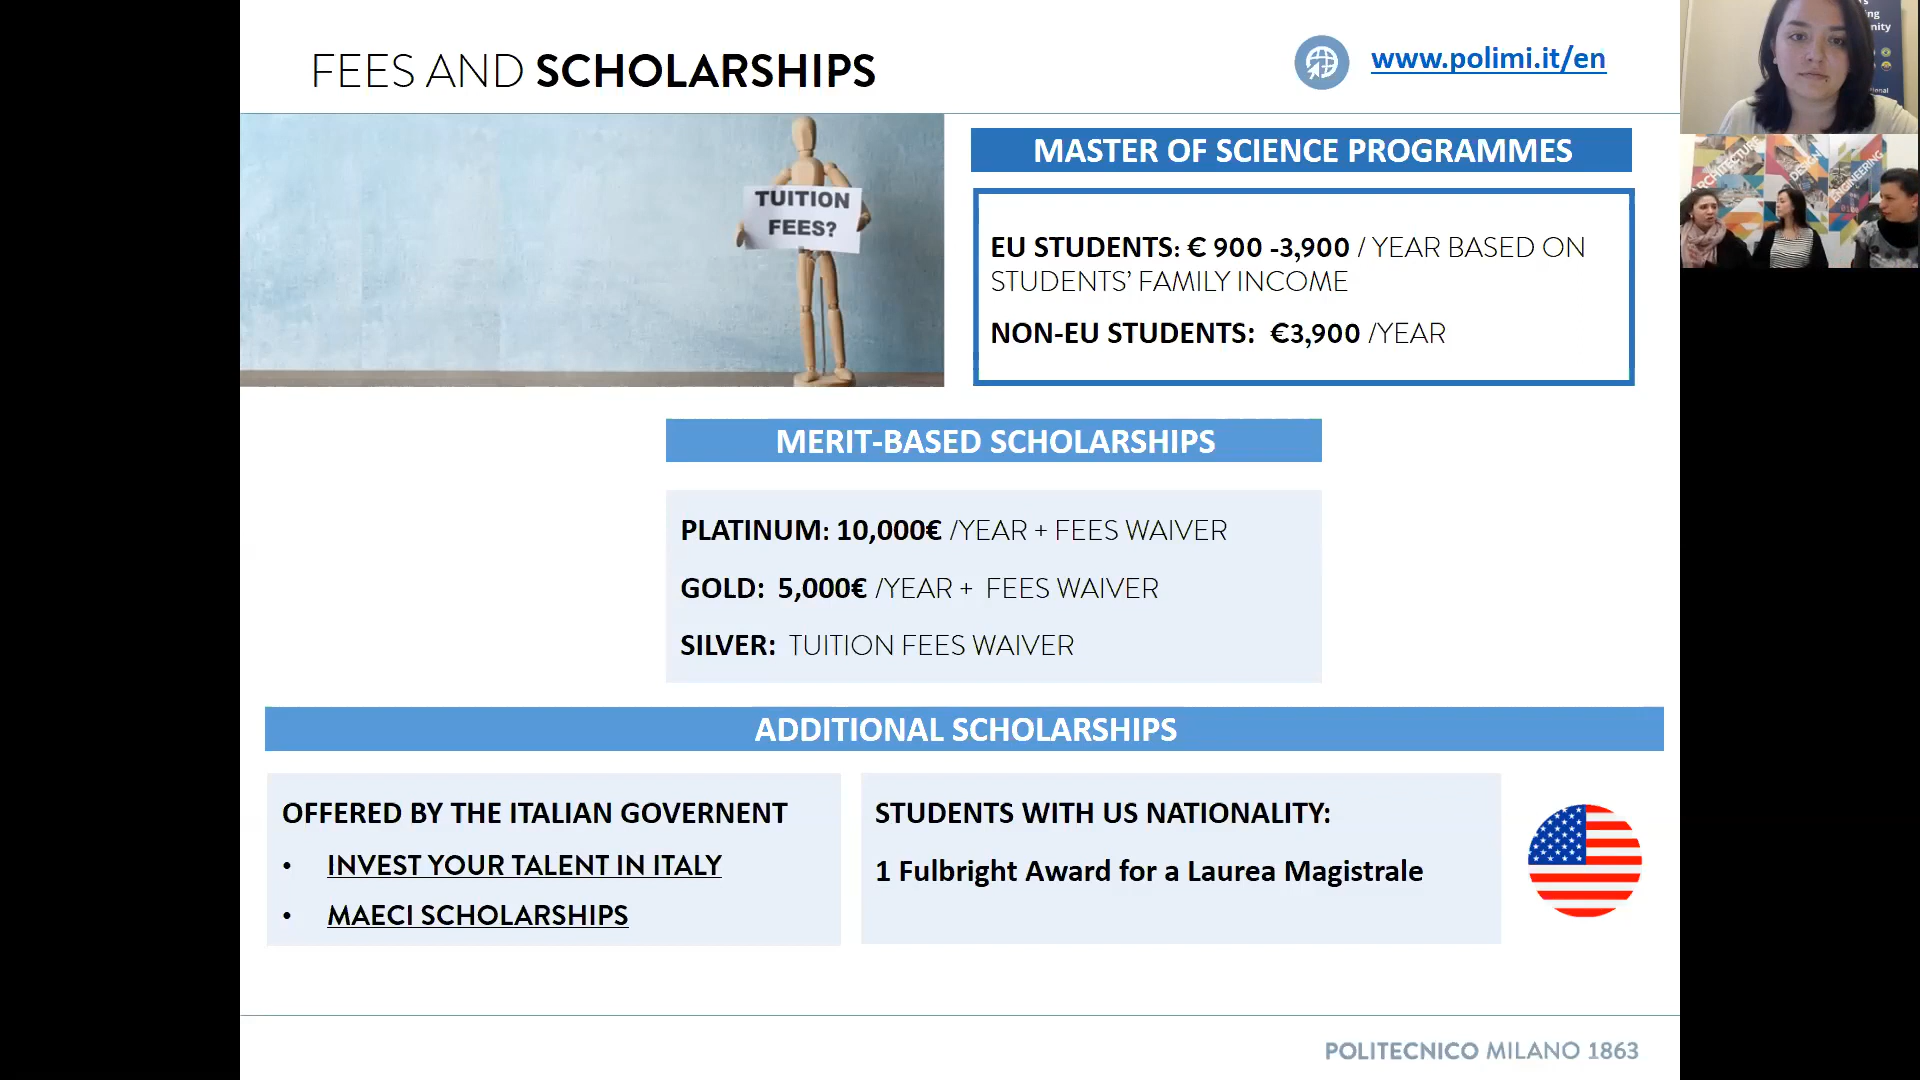 FEES AND SCHOLARSHIPS
www.polimi.it/en
TUITION
FEES?
MASTER OF SCIENCE PROGRAMMES
EU STUDENTS: € 900 -3,900 / YEAR BASED ON
STUDENTS’ FAMILY INCOME
NON-EU STUDENTS: €3,900 /YEAR
MERIT-BASED SCHOLARSHIPS
PLATINUM: 10,000€ /YEAR + FEES WAIVER
GOLD: 5,000€ /YEAR + FEES WAIVER
SILVER: TUITION FEES WAIVER
ADDITIONAL SCHOLARSHIPS
OFFERED BY THE ITALIAN GOVERNENT
• INVEST YOUR TALENT IN ITALY
• MAECI SCHOLARSHIPS
STUDENTS WITH US NATIONALITY:
1 Fulbright Award for a Laurea Magistrale
POLITECNICO MILANO 1863
ARCHITECTURE
DESIGN
ENGINEERING